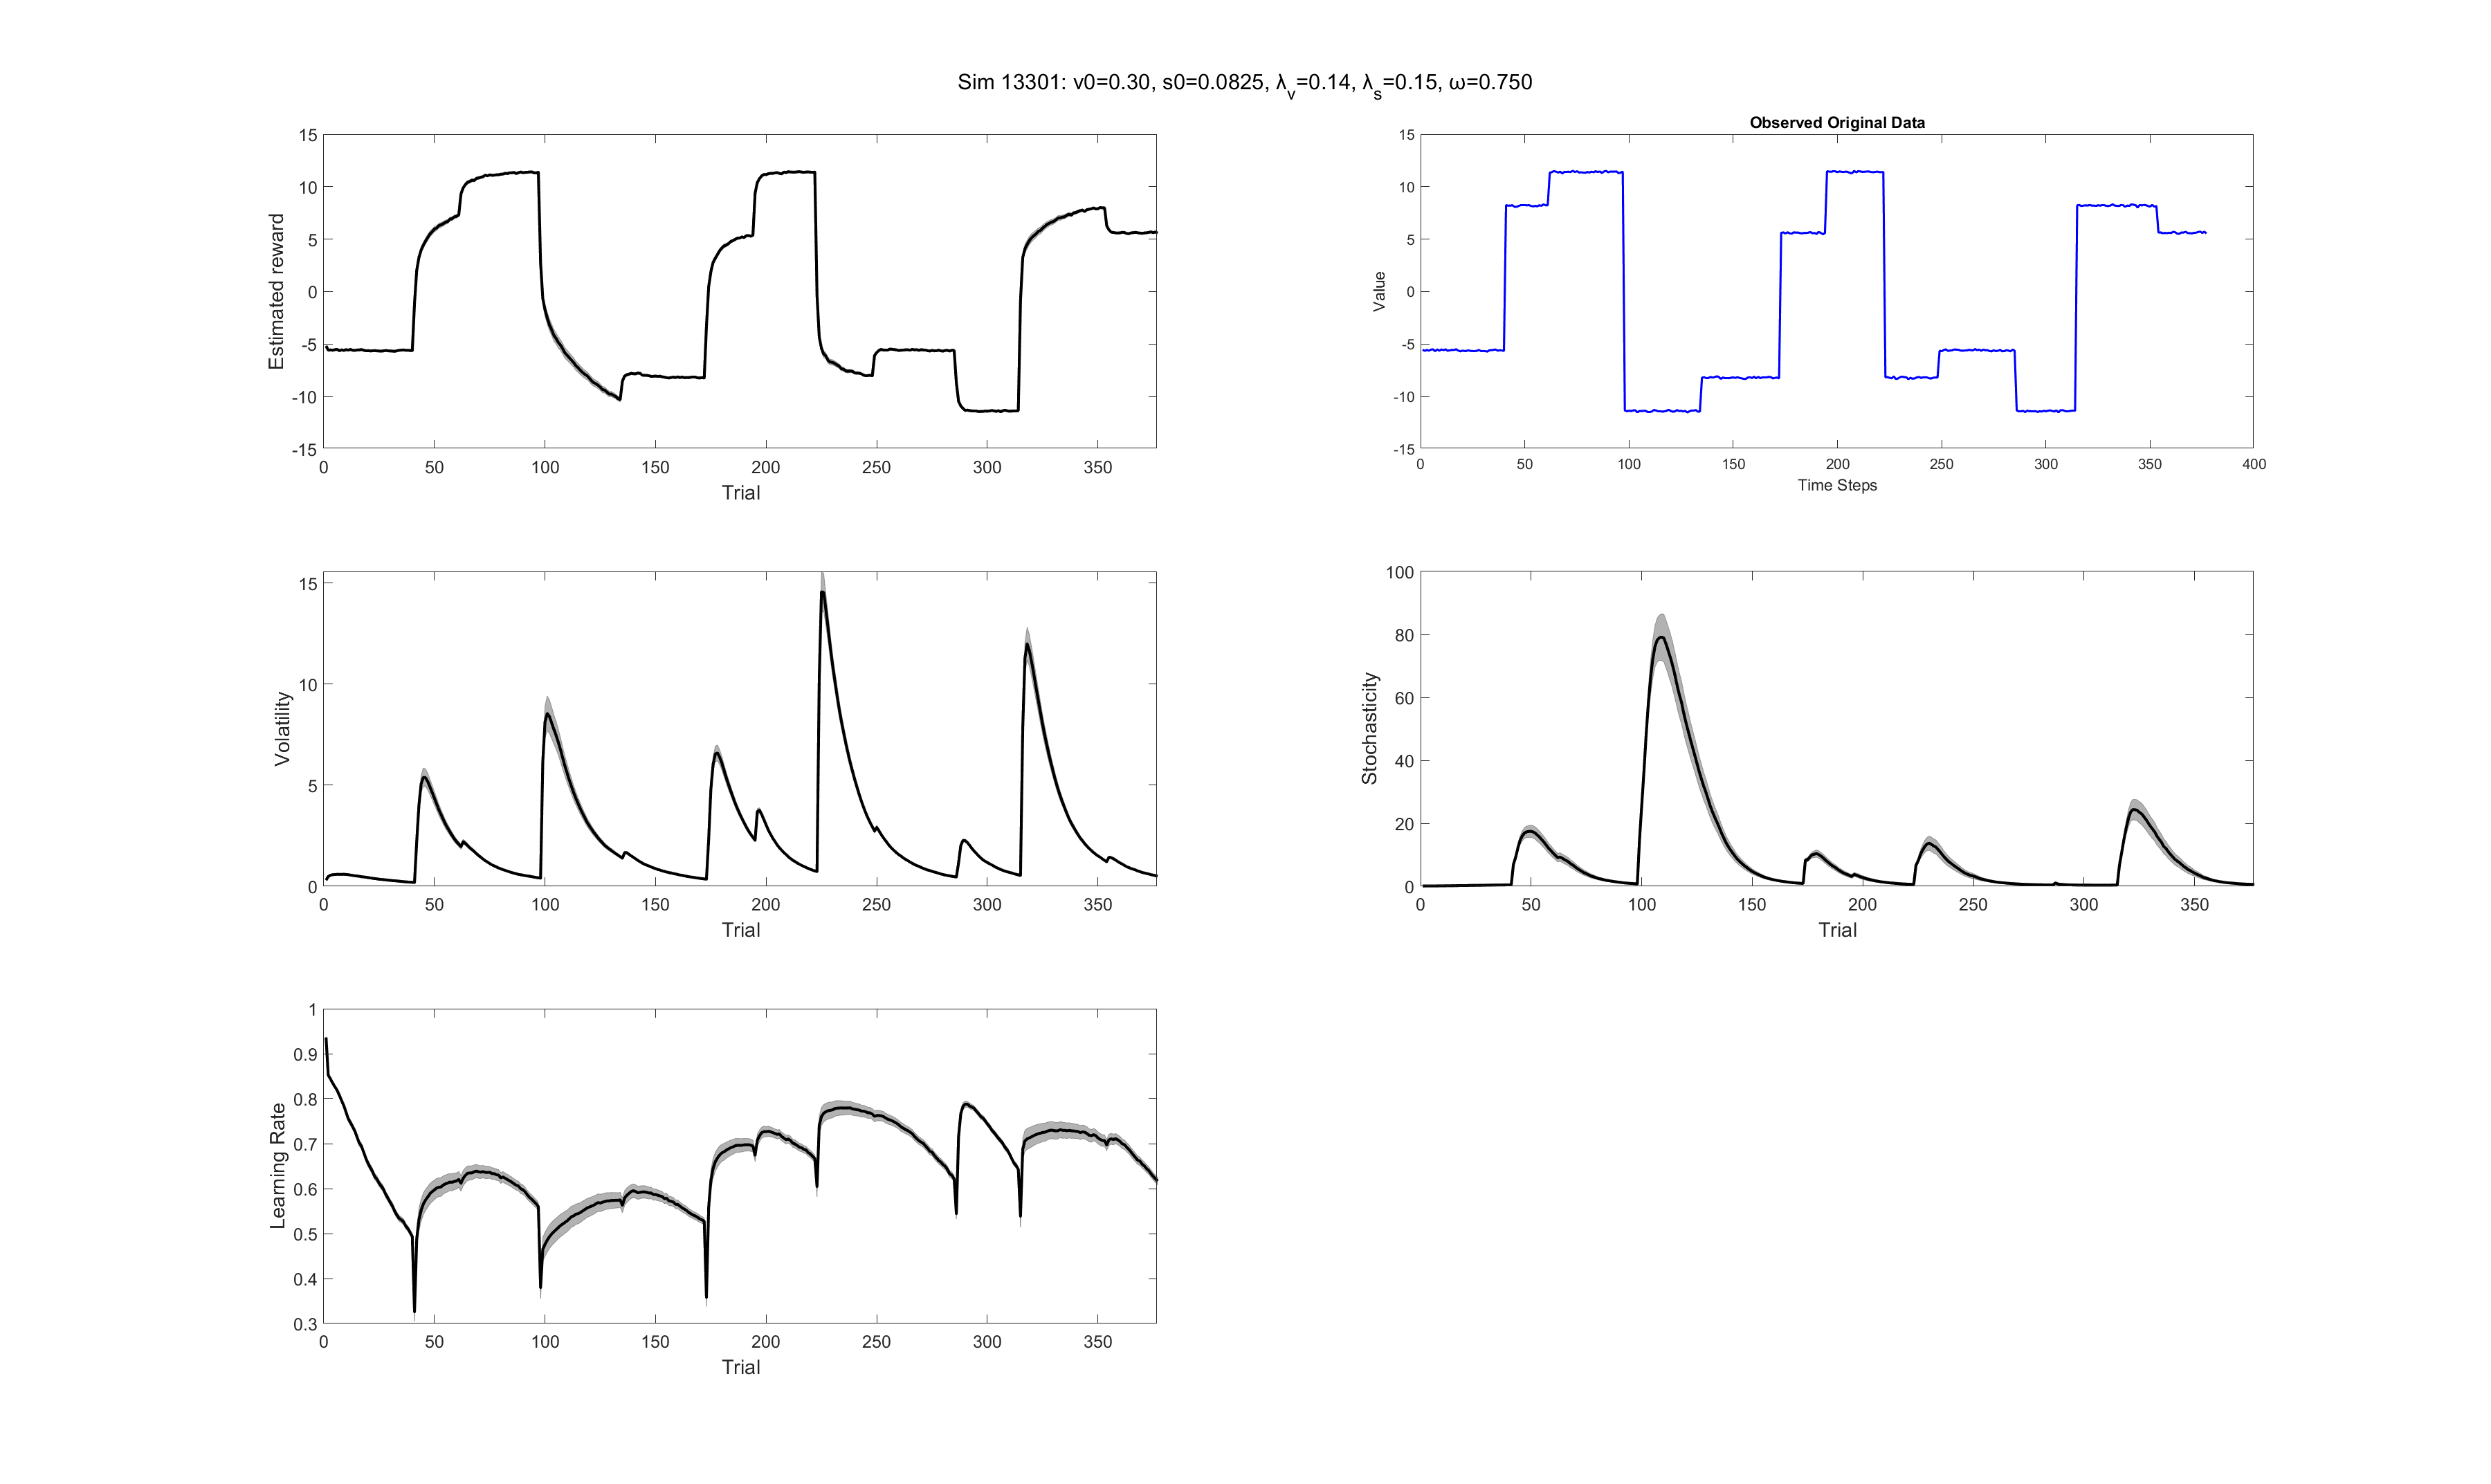 Sim 13301: v0=0.30, s0=0.0825, λ_v=0.14, λ_s=0.15, ω=0.750
Estimated reward
15
10
5
0
-5
-10
-15
0 50 100 150 200 250 300 350
Trial
Observed Original Data
Value
15
10
5
0
-5
-10
-15
0 50 100 150 200 250 300 350 400
Time Steps
Volatility
15
10
5
0
0 50 100 150 200 250 300 350
Trial
Stochasticity
100
80
60
40
20
0
0 50 100 150 200 250 300 350
Trial
Learning Rate
1
0.9
0.8
0.7
0.6
0.5
0.4
0.3
0 50 100 150 200 250 300 350
Trial